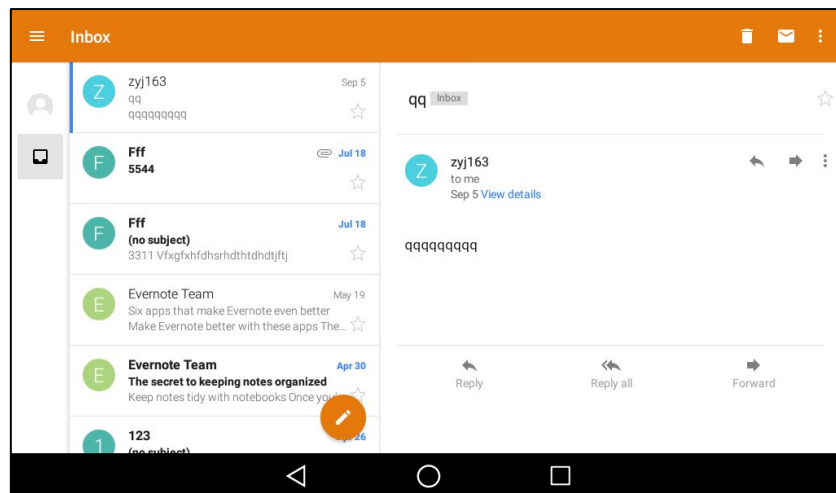 Inbox
Z
zyj163
Sep 5
qq
qqqqqqqqq
F
Fff
Jul 18
5544
F
Fff
Jul 18
(no subject)
3311 Vfxgfxhfdhsrhdthtdhdtjftj
E
Evernote Team
May 19
Six apps that make Evernote even better
Make Evernote better with these apps The...
E
Evernote Team
Apr 30
The secret to keeping notes organized
Keep notes tidy with notebooks Once
1
123
26
(no subject)
qq Inbox
Z
zyj163
to me
Sep 5 View details
qqqqqqqqq
Reply
Reply all
Forward